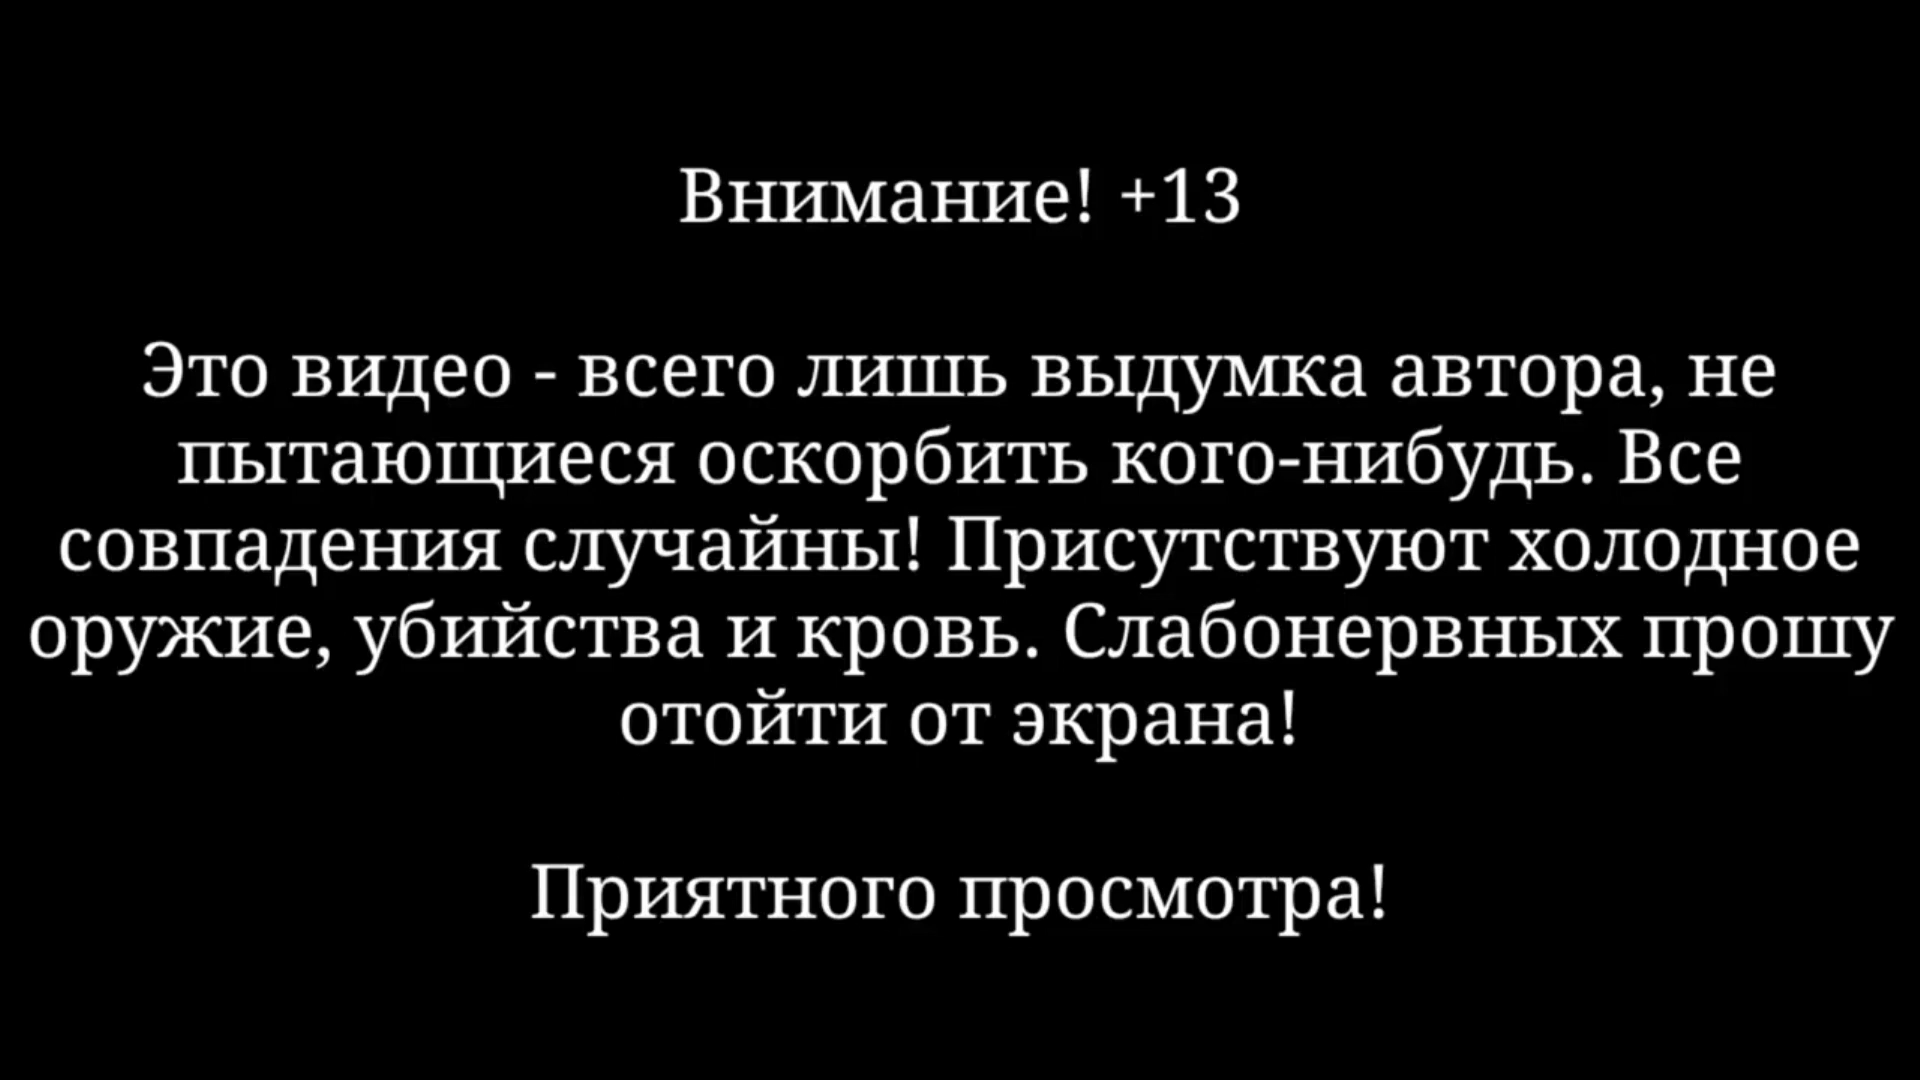 Внимание! +13
Это видео - всего лишь выдумка автора, не
пытающиеся оскорбить кого-нибудь. Все
совпадения случайны! Присутствуют холодное
оружие, убийства и кровь. Слабонервных прошу
отойти от экрана!
Приятного просмотра!